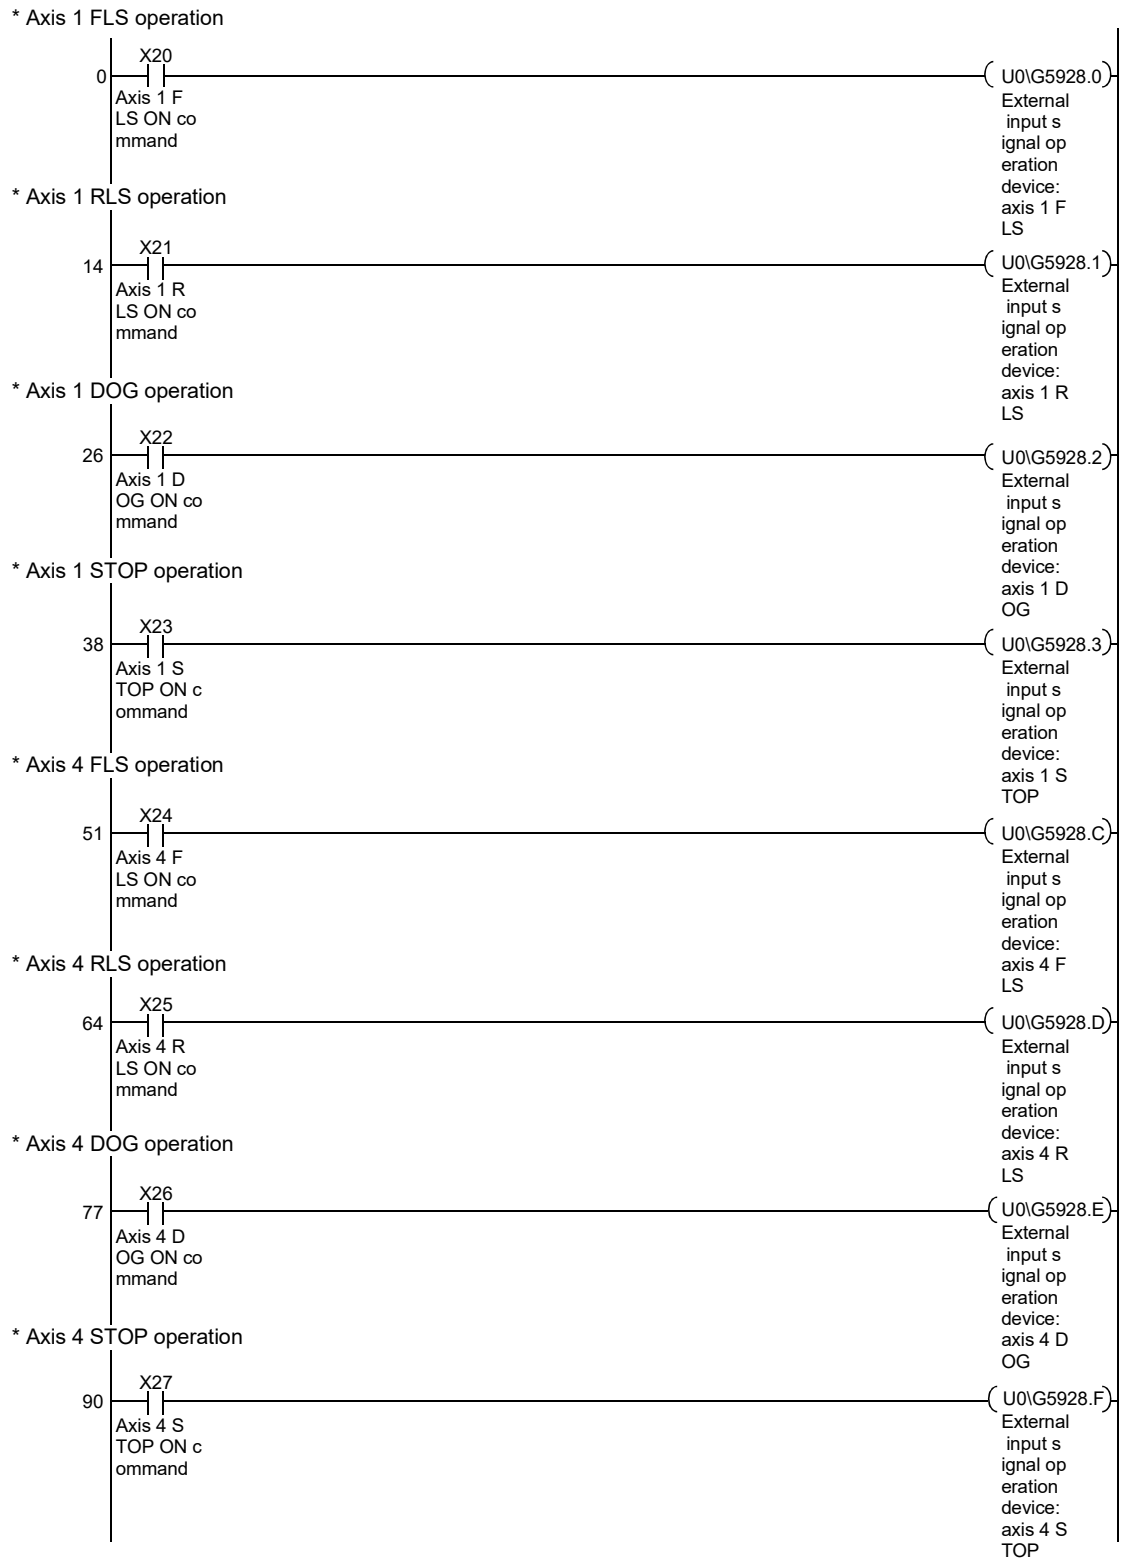 * Axis 1 FLS operation
X20
0
U0\G5928.0
Axis 1 F
LS ON co
mmand
External
input s
ignal op
eration
device:
axis 1 F
LS
* Axis 1 RLS operation
X21
14
U0\G5928.1
Axis 1 R
LS ON co
mmand
External
input s
ignal op
eration
device:
axis 1 R
LS
* Axis 1 DOG operation
X22
26
U0\G5928.2
Axis 1 D
OG ON co
mmand
External
input s
ignal op
eration
device:
axis 1 D
OG
* Axis 1 STOP operation
X23
38
U0\G5928.3
Axis 1 S
TOP ON c
ommand
External
input s
ignal op
eration
device:
axis 1 S
TOP
* Axis 4 FLS operation
X24
51
U0\G5928.C
Axis 4 F
LS ON co
mmand
External
input s
ignal op
eration
device:
axis 4 F
LS
* Axis 4 RLS operation
X25
64
U0\G5928.D
Axis 4 R
LS ON co
mmand
External
input s
ignal op
eration
device:
axis 4 R
LS
* Axis 4 DOG operation
X26
77
U0\G5928.E
Axis 4 D
OG ON co
mmand
External
input s
ignal op
eration
device:
axis 4 D
OG
* Axis 4 STOP operation
X27
90
U0\G5928.F
Axis 4 S
TOP ON c
ommand
External
input s
ignal op
eration
device:
axis 4 S
TOP